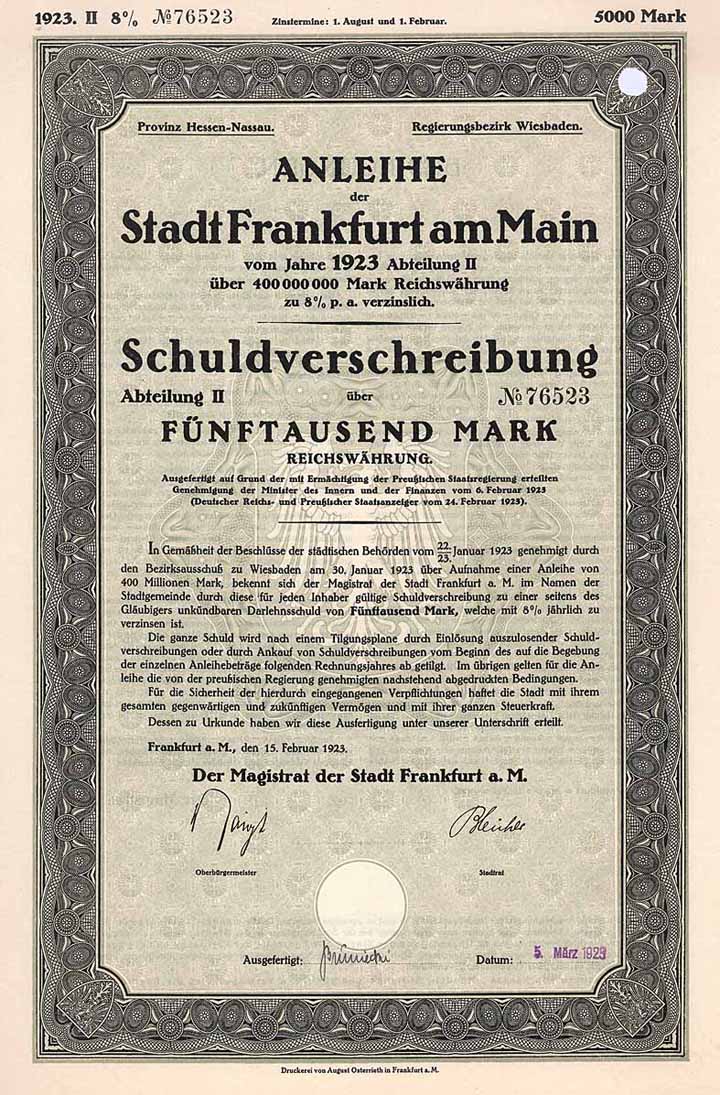 1923. II 8% №76523 Zinstermine: 1. August und 1. Februar. 5000 Mark
Provinz Hessen-Nassau. Regierungsbezirk Wiesbaden.
ANLEIHE
der
Stadt Frankfurt am Main
vom Jahre 1923 Abteilung II
über 400 000 000 Mark Reichswährung
zu 8% p. a. verzinslich.
Schuldverschreibung
Abteilung II über №76523
FÜNFTAUSEND MARK
REICHSWÄHRUNG.
Ausgefertigt auf Grund der mit Ermächtigung der Preußischen Staatsregierung erteilten
Genehmigung der Minister des Innern und der Finanzen vom 6. Februar 1923
(Deutscher Reichs- und Preußischer Staatsanzeiger vom 24. Februar 1923).
In Gemäßheit der Beschlüsse der städtischen Behörden vom 22./23. Januar 1923 genehmigt durch
den Bezirksausschuß zu Wiesbaden am 30. Januar 1923 über Aufnahme einer Anleihe von
400 Millionen Mark, bekennt sich der Magistrat der Stadt Frankfurt a. M. im Namen der
Stadtgemeinde durch diese für jeden Inhaber gültige Schuldverschreibung zu einer seitens des
Gläubigers unkündbaren Darlehnsschuld von Fünftausend Mark, welche mit 8% jährlich zu
verzinsen ist.
Die ganze Schuld wird nach einem Tilgungsplane durch Einlösung auszulosender Schuld-
verschreibungen oder durch Ankauf von Schuldverschreibungen vom Beginn des auf die Begebung
der einzelnen Anleihebeträge folgenden Rechnungsjahres ab getilgt. Im übrigen gelten für die An-
leihe die von der preußischen Regierung genehmigten nachstehend abgedruckten Bedingungen.
Für die Sicherheit der hierdurch eingegangenen Verpflichtungen haftet die Stadt mit ihrem
gesamten gegenwärtigen und zukünftigen Vermögen und mit ihrer ganzen Steuerkraft.
Dessen zu Urkunde haben wir diese Ausfertigung unter unserer Unterschrift erteilt.
Frankfurt a. M., den 15. Februar 1923.
Der Magistrat der Stadt Frankfurt a. M.
Bleicher
Oberbürgermeister Stadtrat
Ausgefertigt: Datum: 5. März 1923
Druckerei von August Osterrieth in Frankfurt a. M.